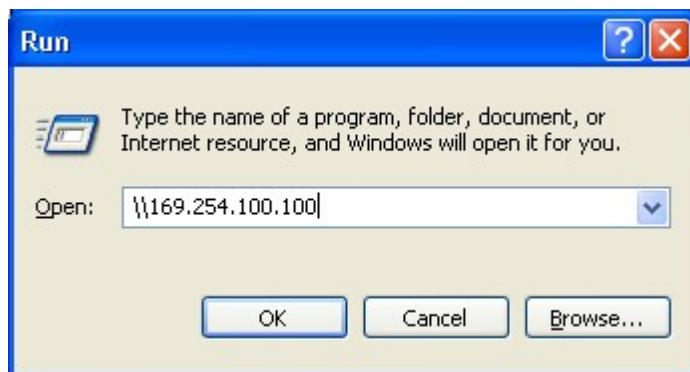 Run
Type the name of a program, folder, document, or
Internet resource, and Windows will open it for you.
Open: \\169.254.100.100
OK Cancel Browse...